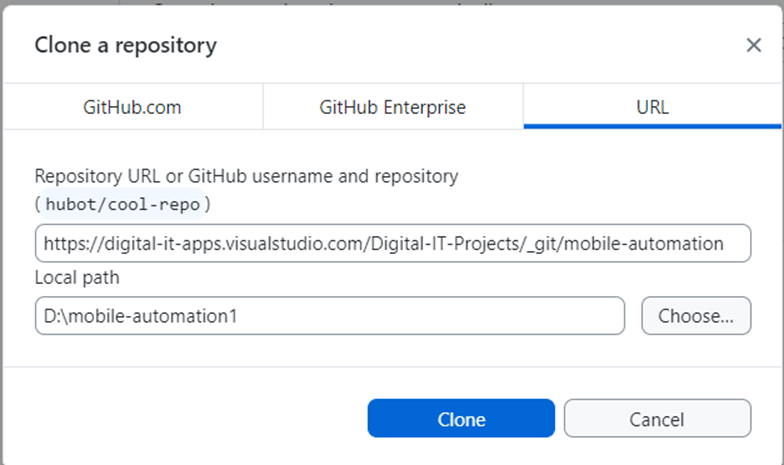 Clone a repository
GitHub.com
GitHub Enterprise
URL
Repository URL or GitHub username and repository
(hubot/cool-repo)
https://digital-it-apps.visualstudio.com/Digital-IT-Projects/_git/mobile-automation
Local path
D:\mobile-automation1
Choose...
Clone
Cancel